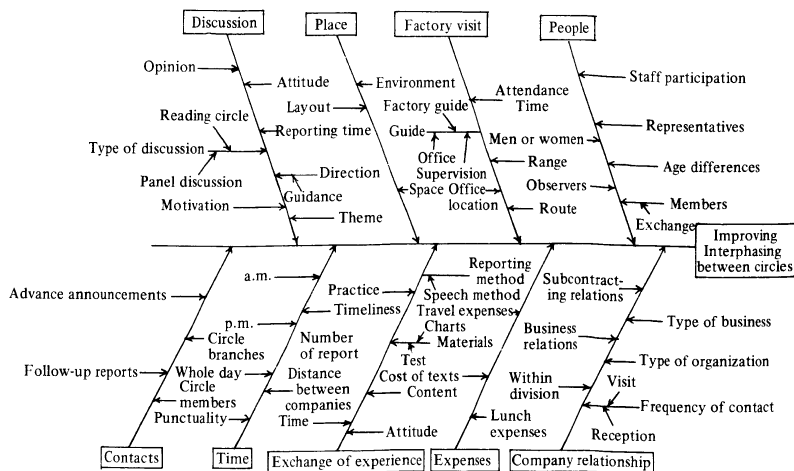 Discussion
Place
Factory visit
People
Opinion
Attitude
Reading circle
Reporting time
Type of discussion
Panel discussion
Direction
Guidance
Motivation
Theme
Environment
Layout
Factory guide
Guide
Office
Supervision
Space
Office
location
Attendance
Time
Men or women
Range
Observers
Route
Staff participation
Representatives
Age differences
Members
Exchange
Improving
Interphasing
between circles
Advance announcements
Circle
branches
Follow-up reports
Circle
members
Contacts
a.m.
Timeliness
p.m.
Number
of report
Whole day
Distance
between
companies
Punctuality
Time
Practice
Reporting
method
Speech method
Charts
Materials
Test
Content
Time
Attitude
Exchange of experience
Travel expenses
Cost of texts
Lunch
expenses
Expenses
Subcontract-
ing relations
Type of business
Business
relations
Type of organization
Within
division
Visit
Frequency of contact
Reception
Company relationship